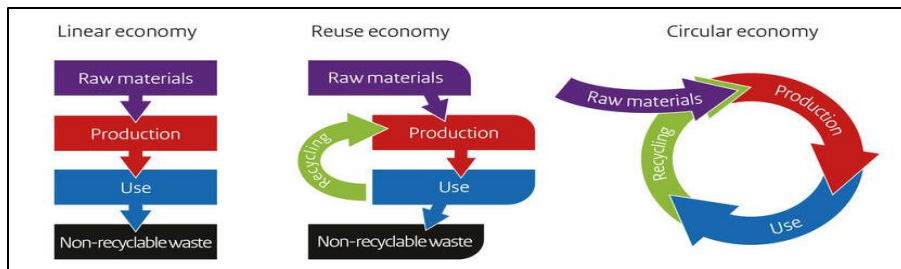 Linear economy
Raw materials
Production
Use
Non-recyclable waste
Reuse economy
Raw materials
Recycling
Production
Use
Non-recyclable waste
Circular economy
Raw materials
Production
Recycling
Use